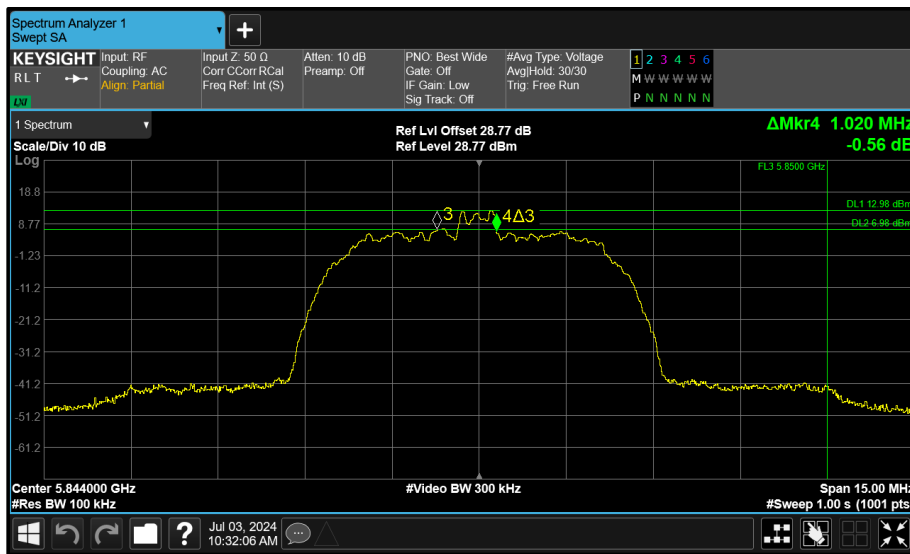 Spectrum Analyzer 1
Swept SA
KEYSIGHT
R L T
LXI
Input: RF
Coupling: AC
Align: Partial
Input Z: 50 Ω
Corr CCorr RCal
Freq Ref: Int (S)
Atten: 10 dB
Preamp: Off
PNO: Best Wide
Gate: Off
IF Gain: Low
Sig Track: Off
#Avg Type: Voltage
Avg|Hold: 30/30
Trig: Free Run
1 2 3 4 5 6
M W W W W W
P N N N N N
1 Spectrum
Scale/Div 10 dB
Ref Lvl Offset 28.77 dB
Ref Level 28.77 dBm
ΔMkr4 1.020 MHz
-0.56 dB
Log
FL3 5.8500 GHz
18.8
DL1 12.98 dBm
3
4Δ3
8.77
DL2 6.98 dBm
-1.23
-11.2
-21.2
-31.2
-41.2
-51.2
-61.2
Center 5.844000 GHz
#Video BW 300 kHz
Span 15.00 MHz
#Res BW 100 kHz
#Sweep 1.00 s (1001 pts
?
Jul 03, 2024
10:32:06 AM